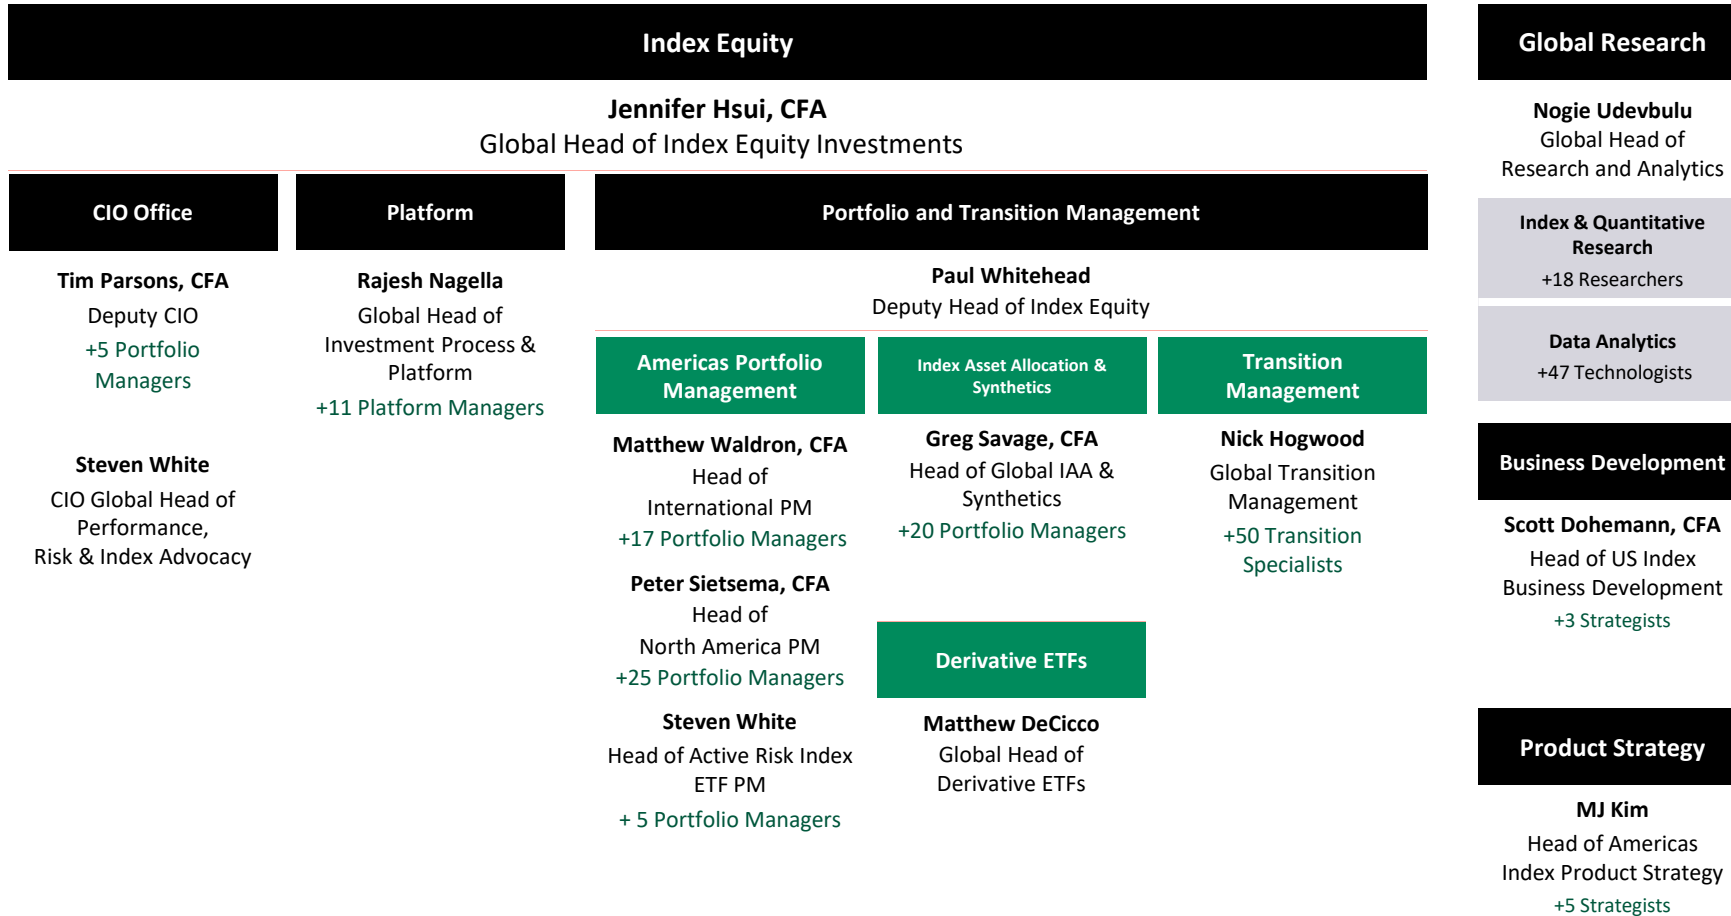 Index Equity
Jennifer Hsui, CFA
Global Head of Index Equity Investments
CIO Office
Tim Parsons, CFA
Deputy CIO
+5 Portfolio
Managers
Steven White
CIO Global Head of
Performance,
Risk & Index Advocacy
Platform
Rajesh Nagella
Global Head of
Investment Process &
Platform
+11 Platform Managers
Portfolio and Transition Management
Paul Whitehead
Deputy Head of Index Equity
Americas Portfolio
Management
Matthew Waldron, CFA
Head of
International PM
+17 Portfolio Managers
Peter Sietsema, CFA
Head of
North America PM
+25 Portfolio Managers
Steven White
Head of Active Risk Index
ETF PM
+ 5 Portfolio Managers
Index Asset Allocation &
Synthetics
Greg Savage, CFA
Head of Global IAA &
Synthetics
+20 Portfolio Managers
Derivative ETFs
Matthew DeCicco
Global Head of
Derivative ETFs
Transition
Management
Nick Hogwood
Global Transition
Management
+50 Transition
Specialists
Global Research
Nogie Udevbulu
Global Head of
Research and Analytics
Index & Quantitative
Research
+18 Researchers
Data Analytics
+47 Technologists
Business Development
Scott Dohemann, CFA
Head of US Index
Business Development
+3 Strategists
Product Strategy
MJ Kim
Head of Americas
Index Product Strategy
+5 Strategists